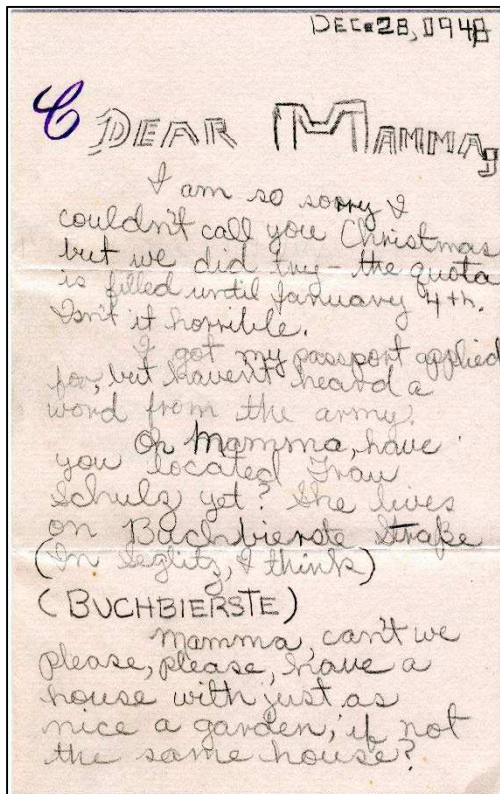 DEC. 28, 1948
C
DEAR MAMMA,
I am so sorry I
couldn't call you Christmas
but we did try - the quota
is filled until January 4th.
Isn't it horrible.
I got my passport applied
for, but haven't heard a
word from the army.
Oh Mamma, have
you located Frau
Schulz yet? She lives
on Buchbierste Straße
(In Seglitz, I think)
(BUCHBIERSTE)
Mamma, can't we
please, please, have a
house with just as
nice a garden, if not
the same house?